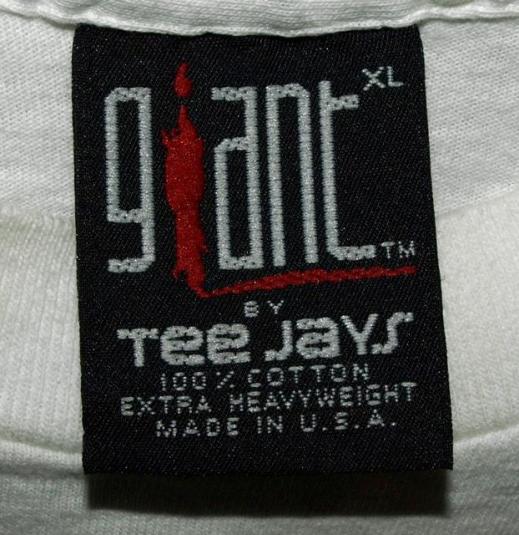 giant XL
TM
BY
Tee Jays
100% COTTON
EXTRA HEAVYWEIGHT
MADE IN U.S.A.